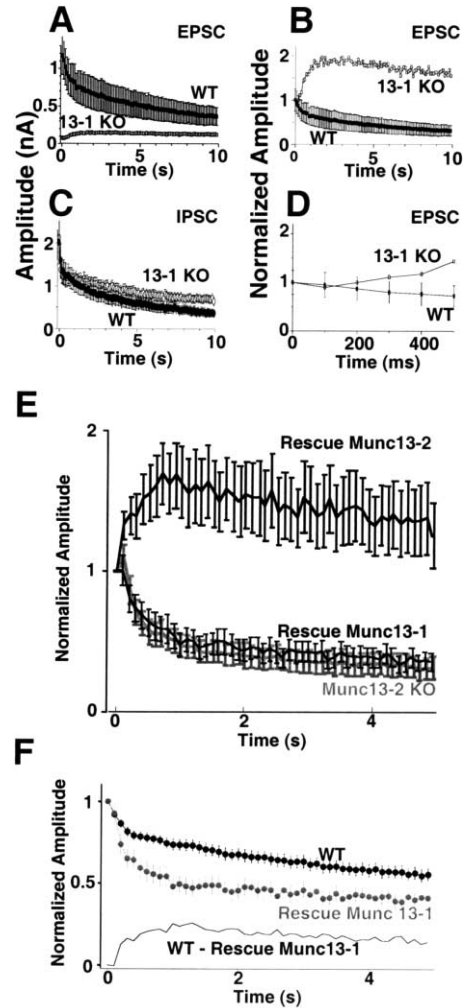 A
EPSC
WT
13-1 KO
1
0.5
0
0
5
10
Time (s)
Amplitude (nA)
B
EPSC
13-1 KO
WT
2
1
0
0
5
10
Time (s)
Normalized Amplitude
C
IPSC
13-1 KO
WT
2
1
0
0
5
10
Time (s)
D
EPSC
13-1 KO
WT
2
1
0
0
200
400
Time (ms)
E
Rescue Munc13-2
Rescue Munc13-1
Munc13-2 KO
2
1
0
0
2
4
Time (s)
Normalized Amplitude
F
WT
Rescue Munc 13-1
WT - Rescue Munc13-1
1
0.5
0
0
2
4
Time (s)
Normalized Amplitude